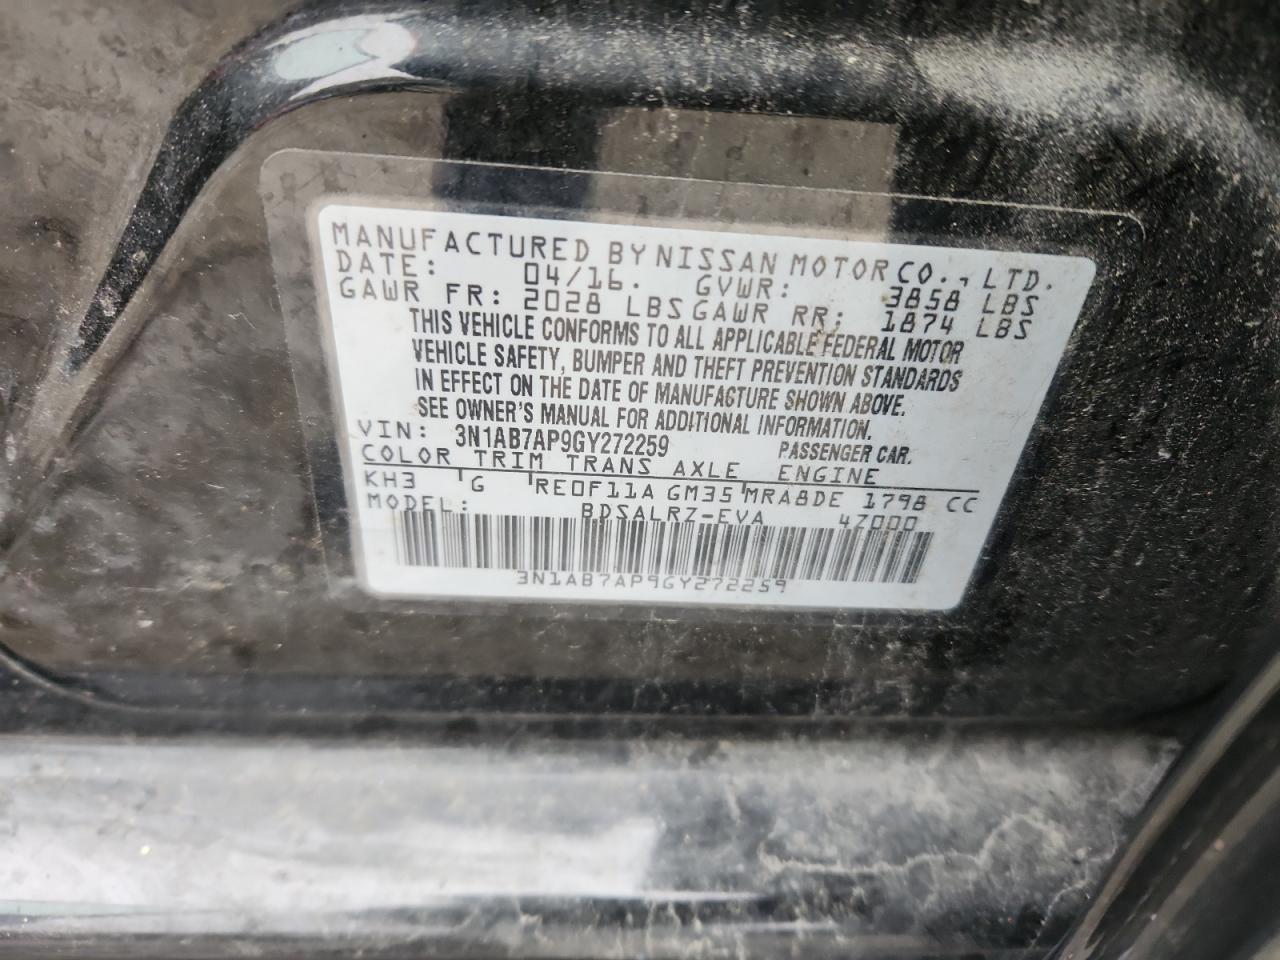 MANUFACTURED BY NISSAN MOTOR CO., LTD.
DATE: 04/16. GVWR: 3858 LBS
GAWR FR: 2028 LBS GAWR RR: 1874 LBS
THIS VEHICLE CONFORMS TO ALL APPLICABLE FEDERAL MOTOR
VEHICLE SAFETY, BUMPER AND THEFT PREVENTION STANDARDS
IN EFFECT ON THE DATE OF MANUFACTURE SHOWN ABOVE.
SEE OWNER'S MANUAL FOR ADDITIONAL INFORMATION.
VIN: 3N1AB7AP9GY272259 PASSENGER CAR.
COLOR TRIM TRANS AXLE ENGINE
KH3 G RE0F11A GM35 MRA8DE 1798 CC
MODEL: BDSALRZ-EVA 47000
3N1AB7AP9GY272259